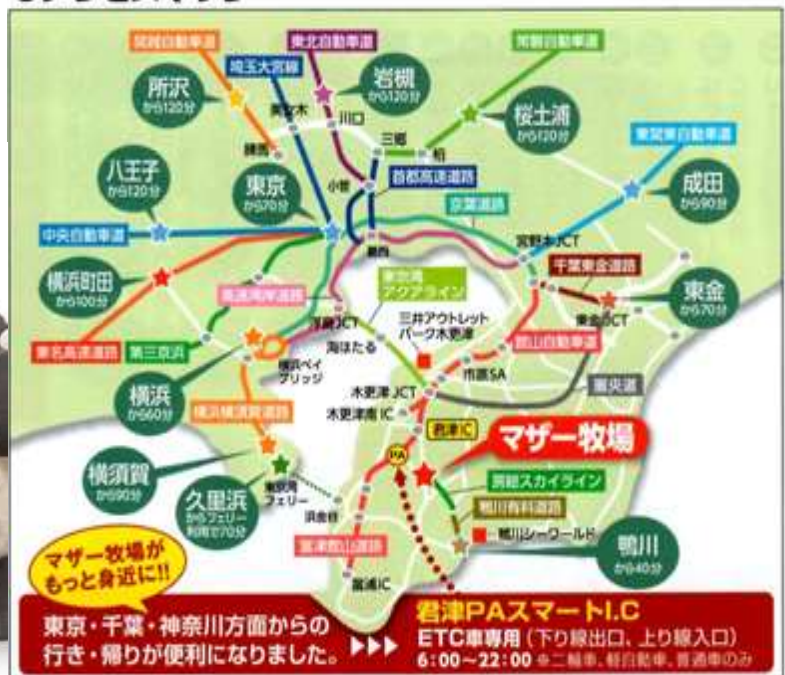 関越自動車道
東北自動車道
常磐自動車道
埼玉大宮線
所沢
から120分
岩槻
から120分
桜土浦
から120分
美女木
川口
三郷
柏
練馬
東関東自動車道
八王子
から120分
東京
から70分
小菅
首都高速道路
京葉道路
成田
から90分
中央自動車道
葛西
宮野木JCT
千葉東金道路
横浜町田
から100分
高速湾岸道路
東京湾
アクアライン
東金
から70分
東金JCT
浮島JCT
三井アウトレット
パーク木更津
館山自動車道
東名高速道路
第三京浜
海ほたる
市原SA
横浜ベイ
ブリッジ
圏央道
横浜
から60分
木更津JCT
木更津南IC
横浜横須賀道路
君津IC
マザー牧場
PA
横須賀
から90分
久里浜
からフェリー
利用で70分
東京湾
フェリー
房総スカイライン
鴨川有料道路
浜金谷
鴨川シーワールド
鴨川
から40分
富津館山道路
富浦IC
マザー牧場が
もっと身近に!!
東京・千葉・神奈川方面からの
行き・帰りが便利になりました。
君津PAスマートI.C
ETC車専用(下り線出口、上り線入口)
6:00~22:00 ※二輪車、軽自動車、普通車のみ